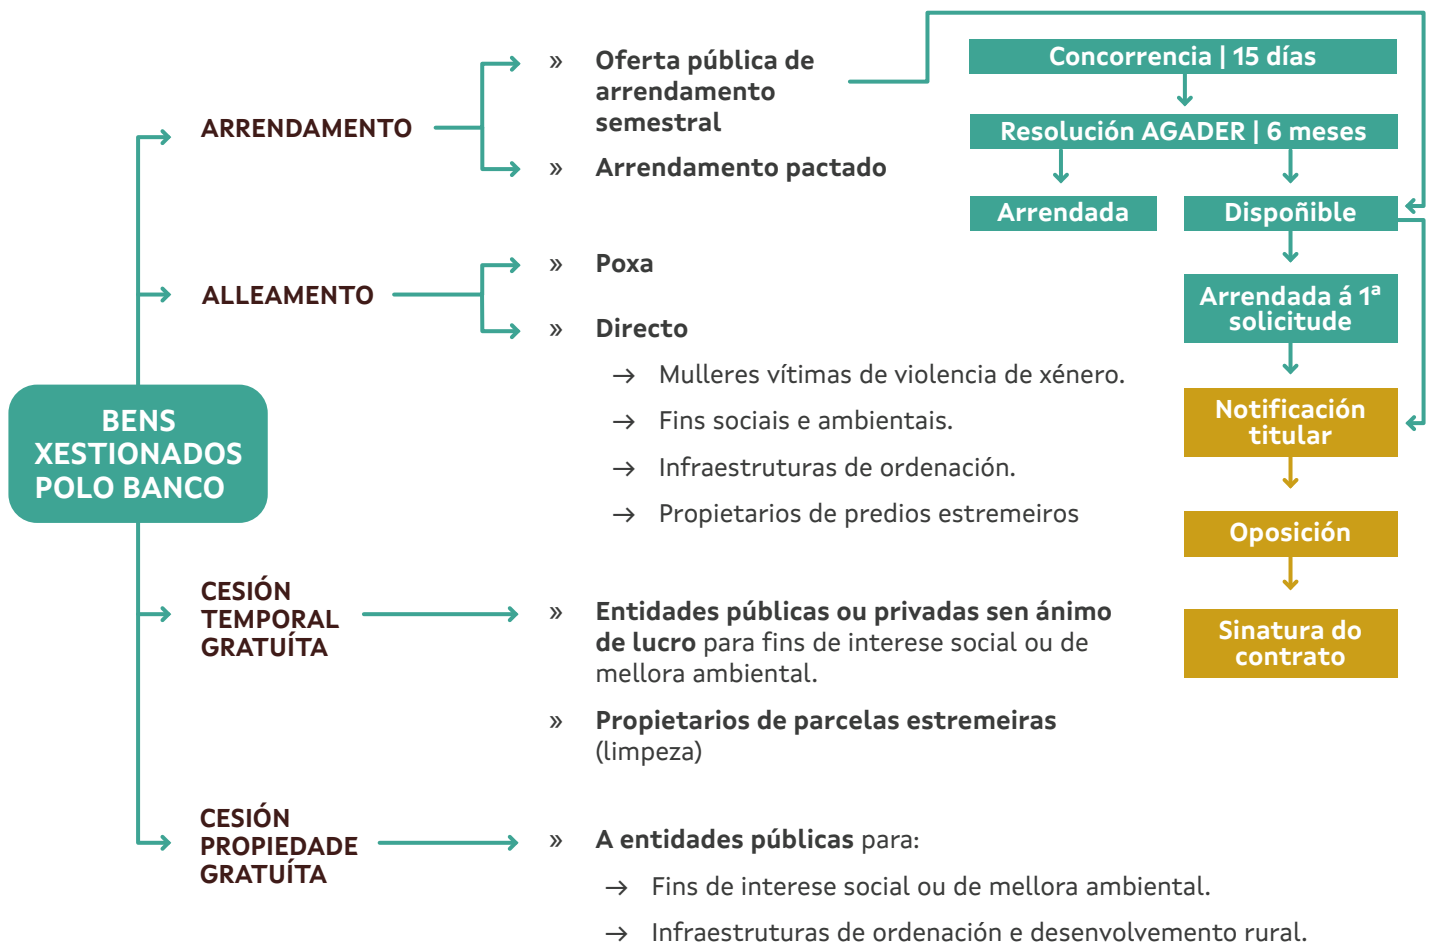 BENS
XESTIONADOS
POLO BANCO
ARRENDAMENTO
» Oferta pública de
arrendamento
semestral
» Arrendamento pactado
Concorrencia | 15 días
Resolución AGADER | 6 meses
Arrendada
Dispoñible
Arrendada á 1ª
solicitude
Notificación
titular
Oposición
Sinatura do
contrato
ALLEAMENTO
» Poxa
» Directo
→ Mulleres vítimas de violencia de xénero.
→ Fins sociais e ambientais.
→ Infraestruturas de ordenación.
→ Propietarios de predios estremeiros
CESIÓN
TEMPORAL
GRATUÍTA
» Entidades públicas ou privadas sen ánimo
de lucro para fins de interese social ou de
mellora ambiental.
» Propietarios de parcelas estremeiras
(limpeza)
CESIÓN
PROPIEDADE
GRATUÍTA
» A entidades públicas para:
→ Fins de interese social ou de mellora ambiental.
→ Infraestruturas de ordenación e desenvolvemento rural.